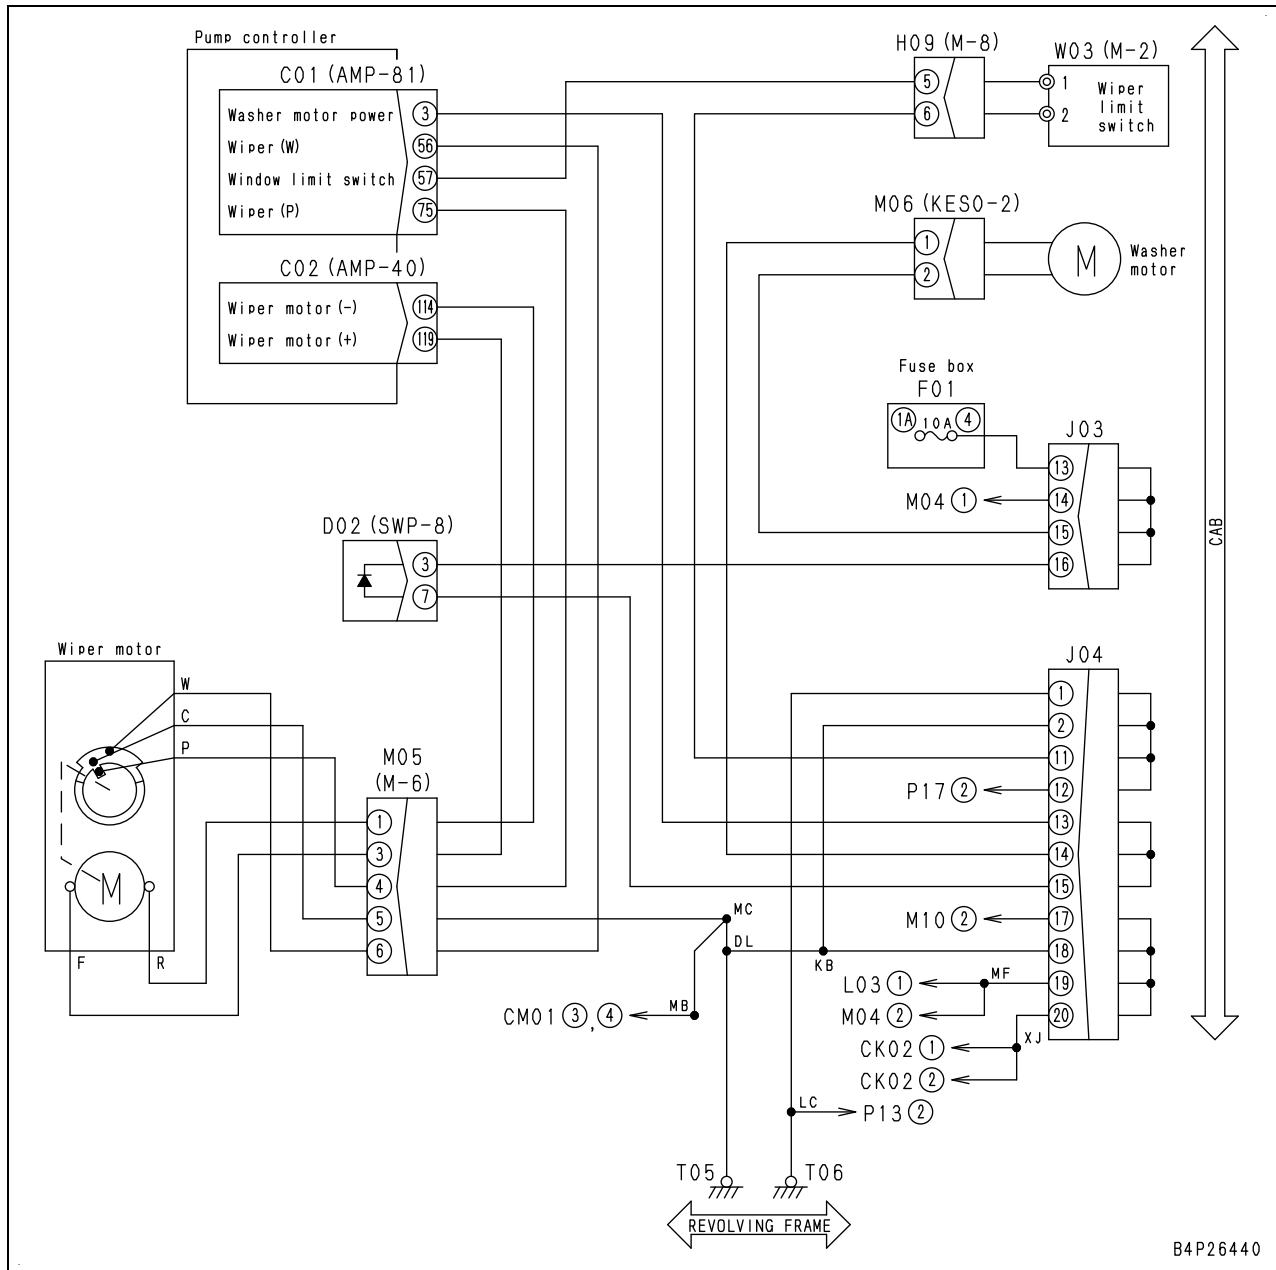 Pump controller
C01 (AMP-81)
Washer motor power 3
Wiper (W) 56
Window limit switch 57
Wiper (P) 75
C02 (AMP-40)
Wiper motor (-) 114
Wiper motor (+) 119
H09 (M-8)
5
6
W03 (M-2)
1
2
Wiper
limit
switch
M06 (KES0-2)
1
2
M
Washer
motor
Fuse box
F01
1A 10A 4
J03
13
M04 1 14
15
16
CAB
D02 (SWP-8)
3
7
Wiper motor
W
C
P
M
F R
M05
(M-6)
1
3
4
5
6
J04
1
2
11
P17 2 12
13
14
15
M10 2 17
18
L03 1 MF 19
M04 2 20
CK02 1 XJ
CK02 2
MC
DL
KB
MB
CM01 3, 4
LC
P13 2
T05 T06
REVOLVING FRAME
B4P26440